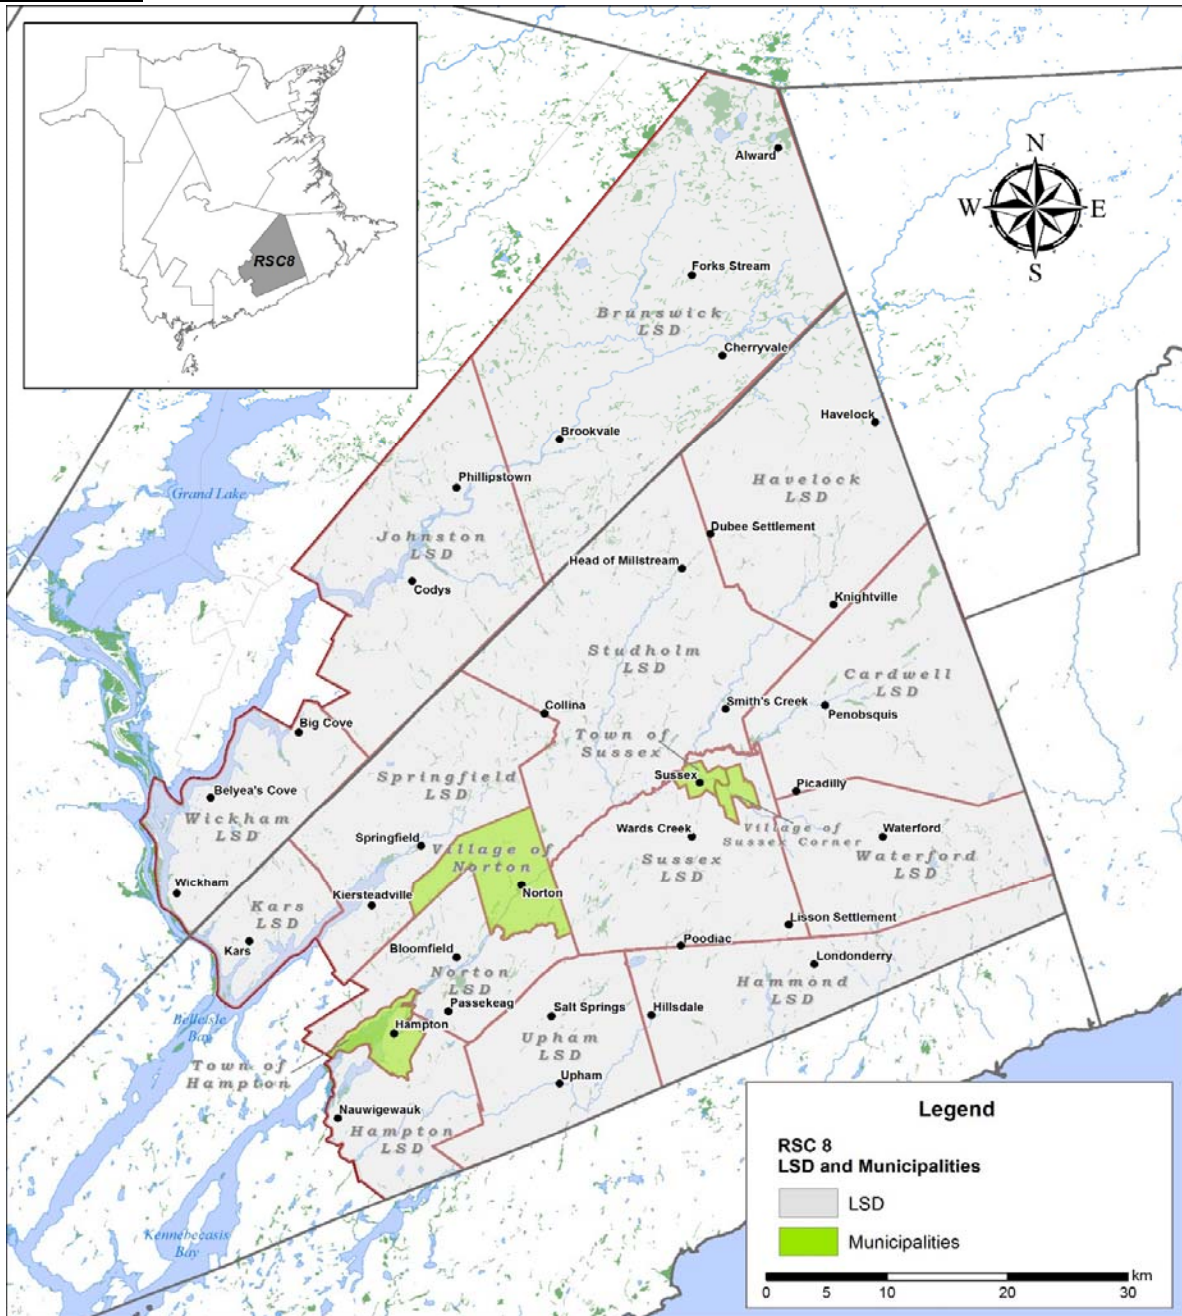 RSC8
N
W E
S
Alward
Forks Stream
Brunswick
LSD
Cherryvale
Havelock
Brookvale
Phillipstown
Havelock
LSD
Grand Lake
Dubee Settlement
Johnston
LSD
Head of Millstream
Codys
Knightville
Studholm
LSD
Cardwell
LSD
Smith's Creek
Collina
Penobsquis
Big Cove
Town of
Sussex
Springfield
LSD
Sussex
Picadilly
Belyea's Cove
Wickham
LSD
Springfield
Wards Creek
Village of
Sussex Corner
Waterford
Village of
Norton
Sussex
LSD
Waterford
LSD
Wickham
Kiersteadville
Norton
Kars
LSD
Lisson Settlement
Kars
Bloomfield
Poodiac
Londonderry
Norton
LSD
Hammond
LSD
Passekeag
Salt Springs
Hillsdale
Belleisle
Bay
Hampton
Upham
LSD
Town of
Hampton
Upham
Nauwigewauk
Hampton
LSD
Kennebecasis
Bay
Legend
RSC 8
LSD and Municipalities
LSD
Municipalities
km
0 5 10 20 30